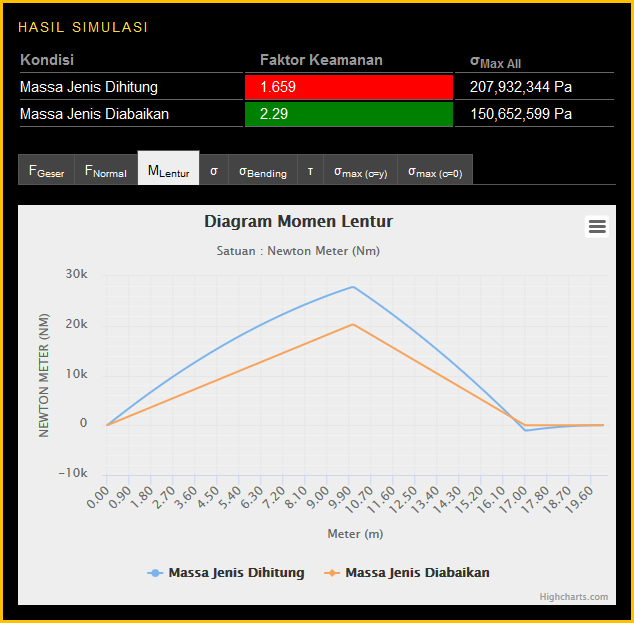 HASIL SIMULASI
Kondisi Faktor Keamanan σMax All
Massa Jenis Dihitung 1.659 207,932,344 Pa
Massa Jenis Diabaikan 2.29 150,652,599 Pa
FGeser FNormal MLentur σ σBending τ σmax (σ=y) σmax (σ=0)
Diagram Momen Lentur
Satuan : Newton Meter (Nm)
30k
20k
10k
0
-10k
NEWTON METER (NM)
0.00 0.90 1.80 2.70 3.60 4.50 5.40 6.30 7.20 8.10 9.00 9.90 10.70 11.60 12.50 13.40 14.30 15.20 16.10 17.00 17.80 18.70 19.60
Meter (m)
Massa Jenis Dihitung Massa Jenis Diabaikan
Highcharts.com